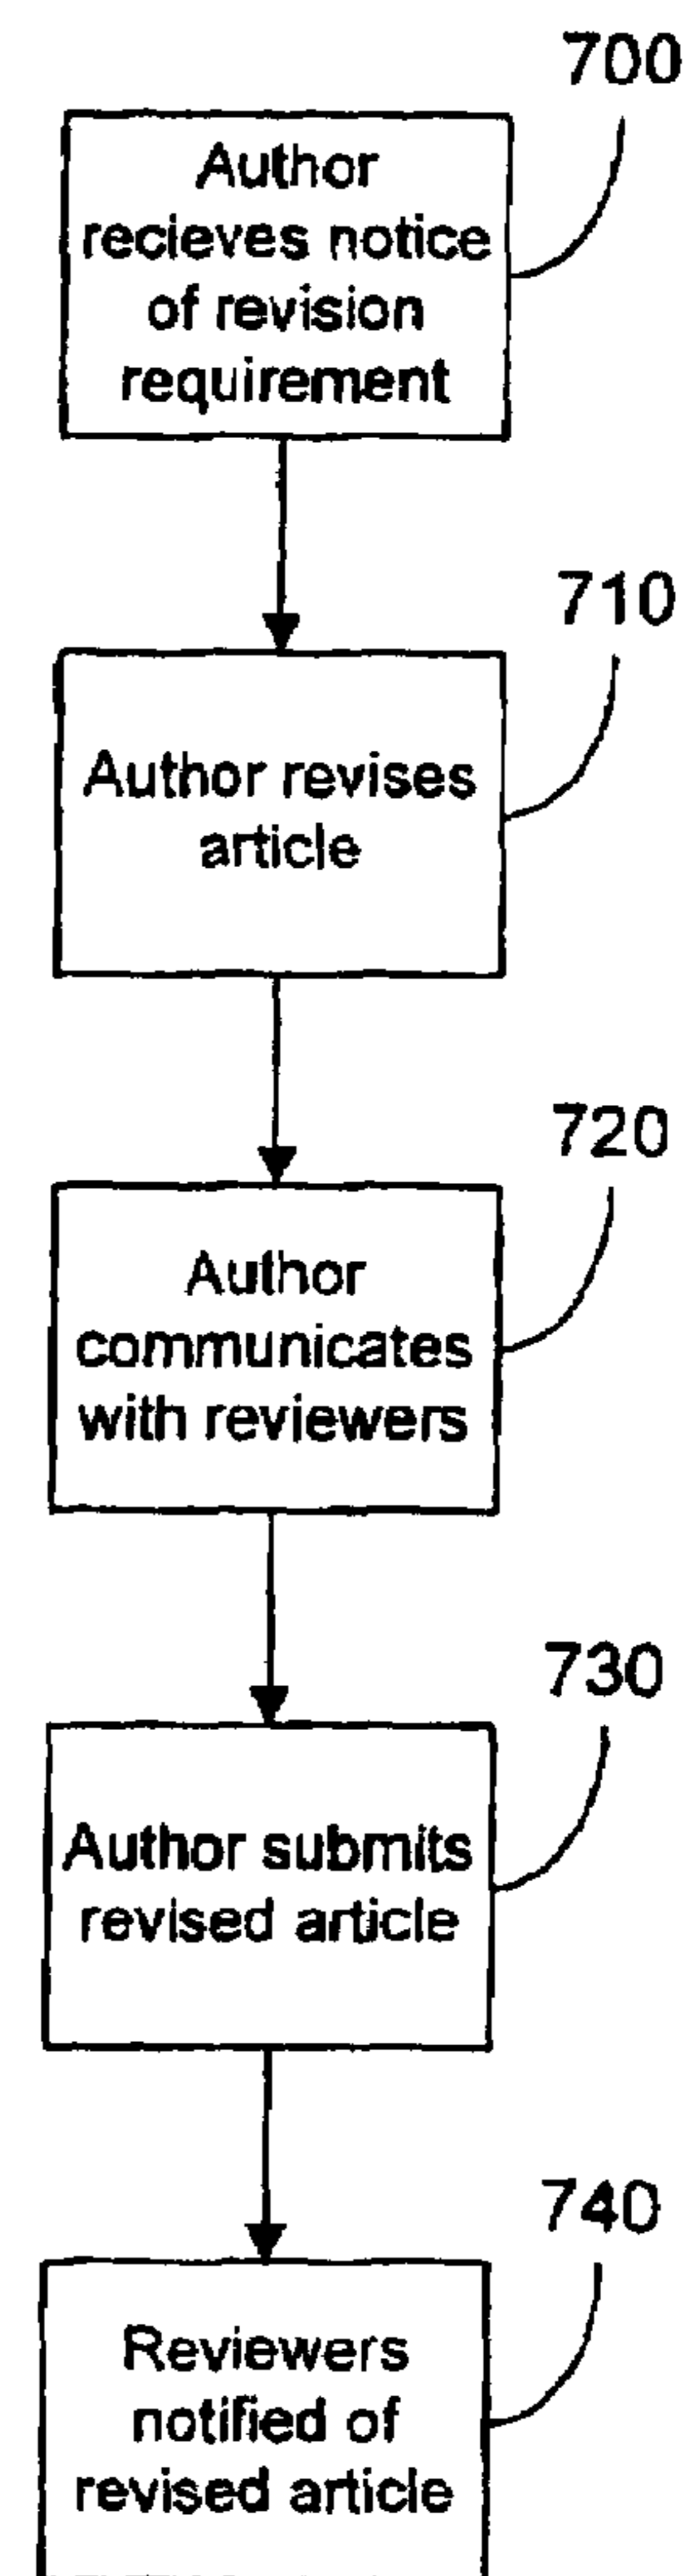 700
Author
recieves notice
of revision
requirement
710
Author revises
article
720
Author
communicates
with reviewers
730
Author submits
revised article
740
Reviewers
notified of
revised article